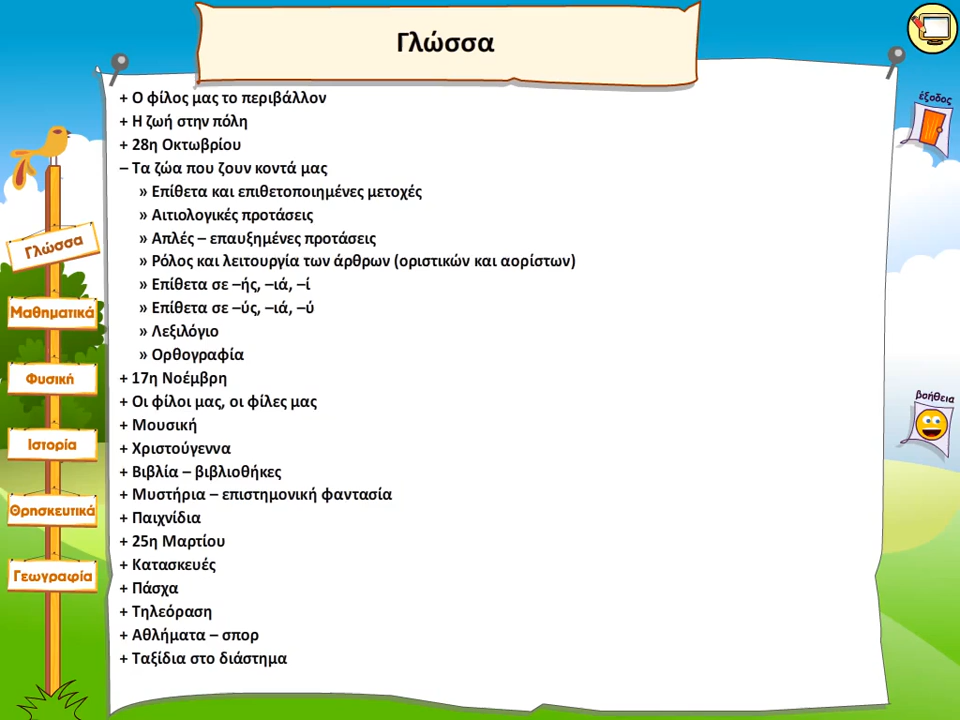 Γλώσσα
+ Ο φίλος μας το περιβάλλον
+ Η ζωή στην πόλη
+ 28η Οκτωβρίου
– Τα ζώα που ζουν κοντά μας
» Επίθετα και επιθετοποιημένες μετοχές
» Αιτιολογικές προτάσεις
» Απλές – επαυξημένες προτάσεις
» Ρόλος και λειτουργία των άρθρων (οριστικών και αορίστων)
» Επίθετα σε –ής, –ιά, –ί
» Επίθετα σε –ύς, –ιά, –ύ
» Λεξιλόγιο
» Ορθογραφία
+ 17η Νοέμβρη
+ Οι φίλοι μας, οι φίλες μας
+ Μουσική
+ Χριστούγεννα
+ Βιβλία – βιβλιοθήκες
+ Μυστήρια – επιστημονική φαντασία
+ Παιχνίδια
+ 25η Μαρτίου
+ Κατασκευές
+ Πάσχα
+ Τηλεόραση
+ Αθλήματα – σπορ
+ Ταξίδια στο διάστημα
Γλώσσα
Μαθηματικά
Φυσική
Ιστορία
Θρησκευτικά
Γεωγραφία
έξοδος
βοήθεια